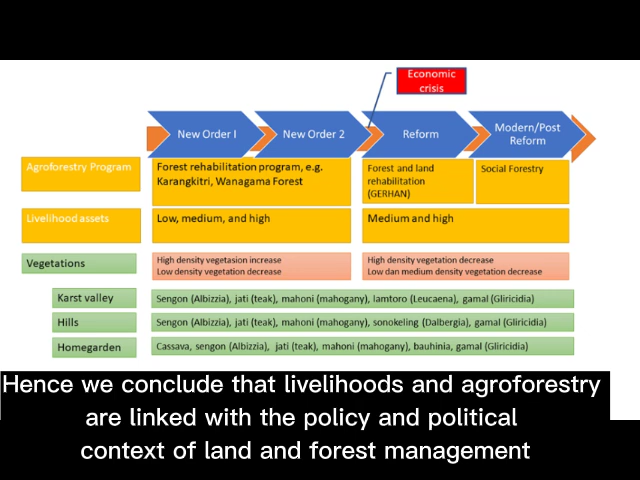 Economic
crisis
New Order I
New Order 2
Reform
Modern/Post
Reform
Agroforestry Program
Forest rehabilitation program, e.g.
Karangkitri, Wanagama Forest
Forest and land
rehabilitation
(GERHAN)
Social Forestry
Livelihood assets
Low, medium, and high
Medium and high
Vegetations
High density vegetasion increase
Low density vegetation decrease
High density vegetation decrease
Low dan medium density vegetation decrease
Karst valley
Sengon (Albizzia), jati (teak), mahoni (mahogany), lamtoro (Leucaena), gamal (Gliricidia)
Hills
Sengon (Albizzia), jati (teak), mahoni (mahogany), sonokeling (Dalbergia), gamal (Gliricidia)
Homegarden
Cassava, sengon (Albizzia), jati (teak), mahoni (mahogany), bauhinia, gamal (Gliricidia)
Hence we conclude that livelihoods and agroforestry
are linked with the policy and political
context of land and forest management